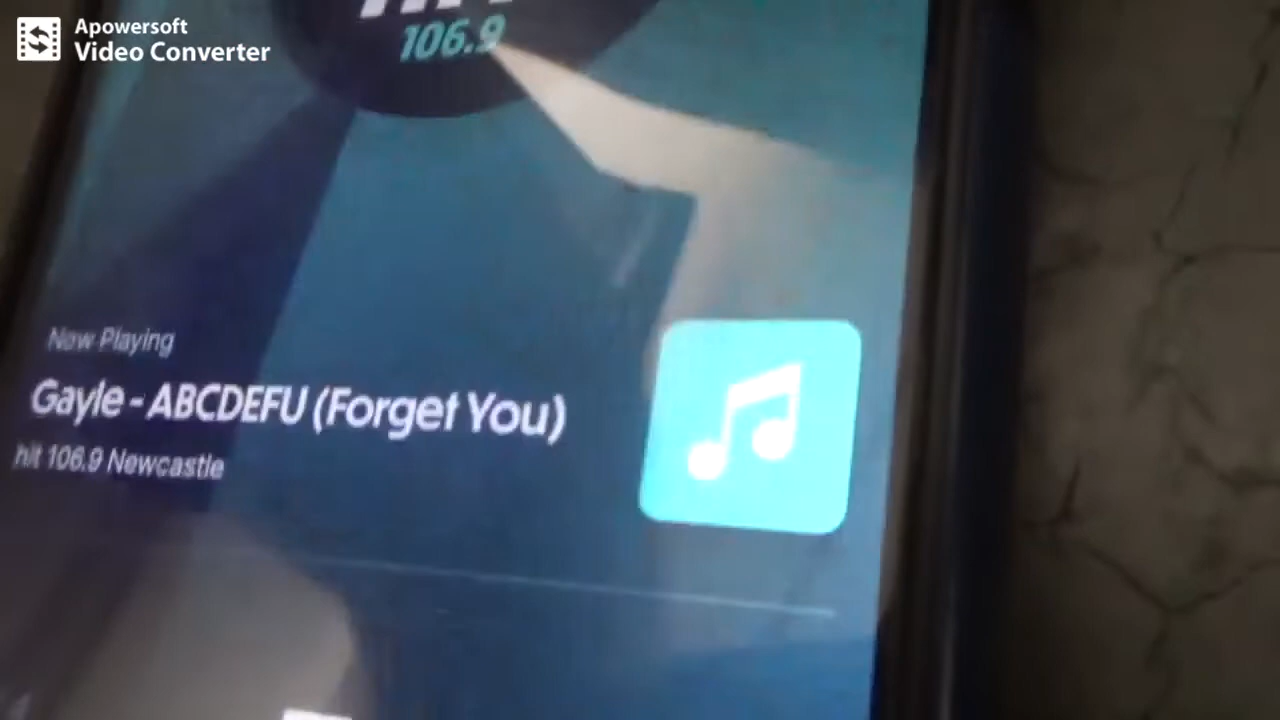 Apowersoft
Video Converter
106.9
Now Playing
Gayle - ABCDEFU (Forget You)
hit 106.9 Newcastle